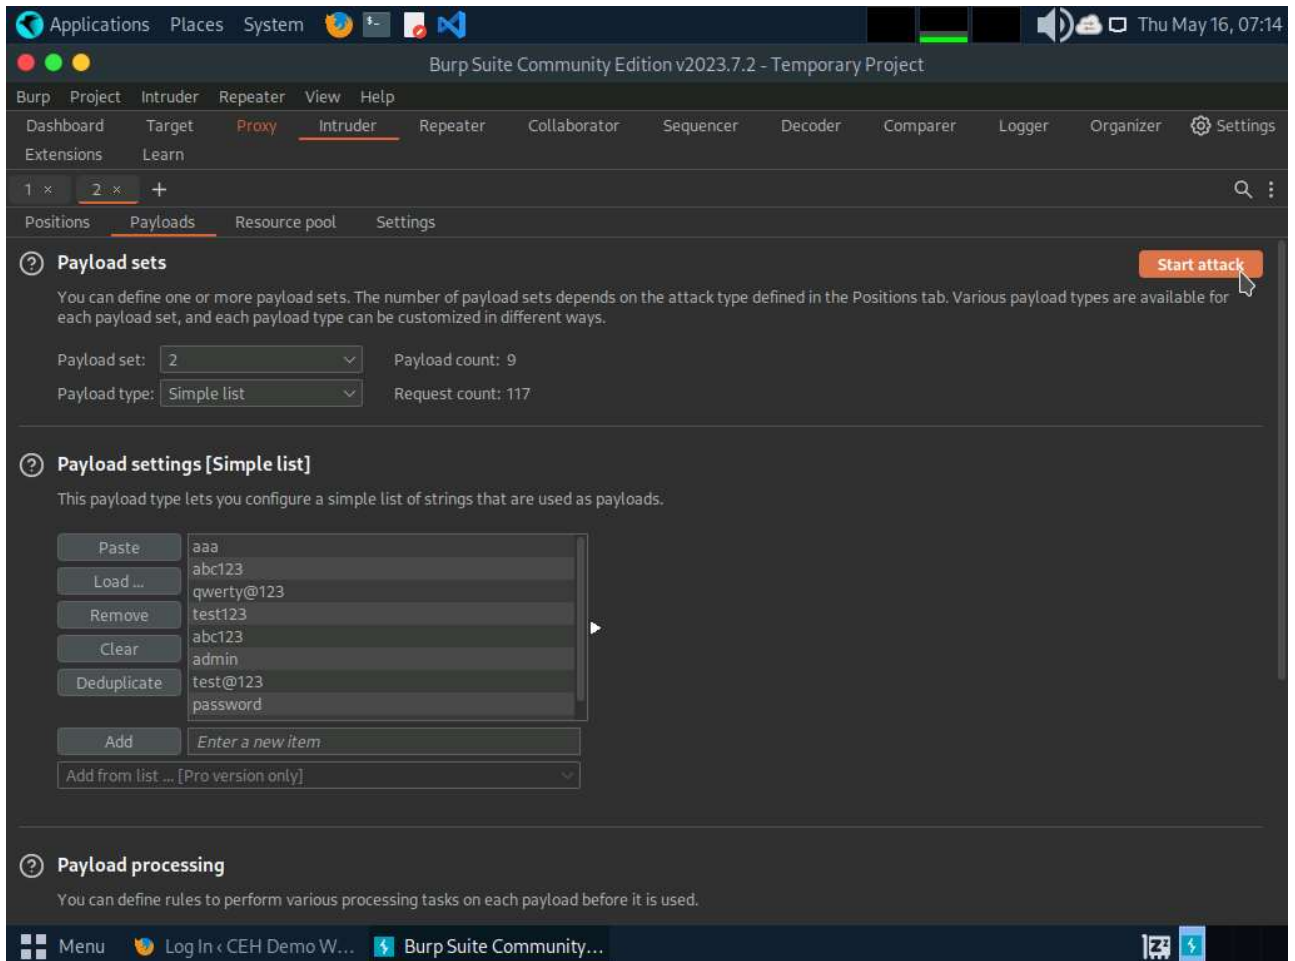 Applications Places System Thu May 16, 07:14
Burp Suite Community Edition v2023.7.2 - Temporary Project
Burp Project Intruder Repeater View Help
Dashboard Target Proxy Intruder Repeater Collaborator Sequencer Decoder Comparer Logger Organizer Settings
Extensions Learn
1 × 2 × +
Positions Payloads Resource pool Settings
? Payload sets
Start attack
You can define one or more payload sets. The number of payload sets depends on the attack type defined in the Positions tab. Various payload types are available for
each payload set, and each payload type can be customized in different ways.
Payload set: 2 Payload count: 9
Payload type: Simple list Request count: 117
? Payload settings [Simple list]
This payload type lets you configure a simple list of strings that are used as payloads.
Paste
Load ...
Remove
Clear
Deduplicate
aaa
abc123
qwerty@123
test123
abc123
admin
test@123
password
Add Enter a new item
Add from list ... [Pro version only]
? Payload processing
You can define rules to perform various processing tasks on each payload before it is used.
Menu Log In ‹ CEH Demo W... Burp Suite Community...